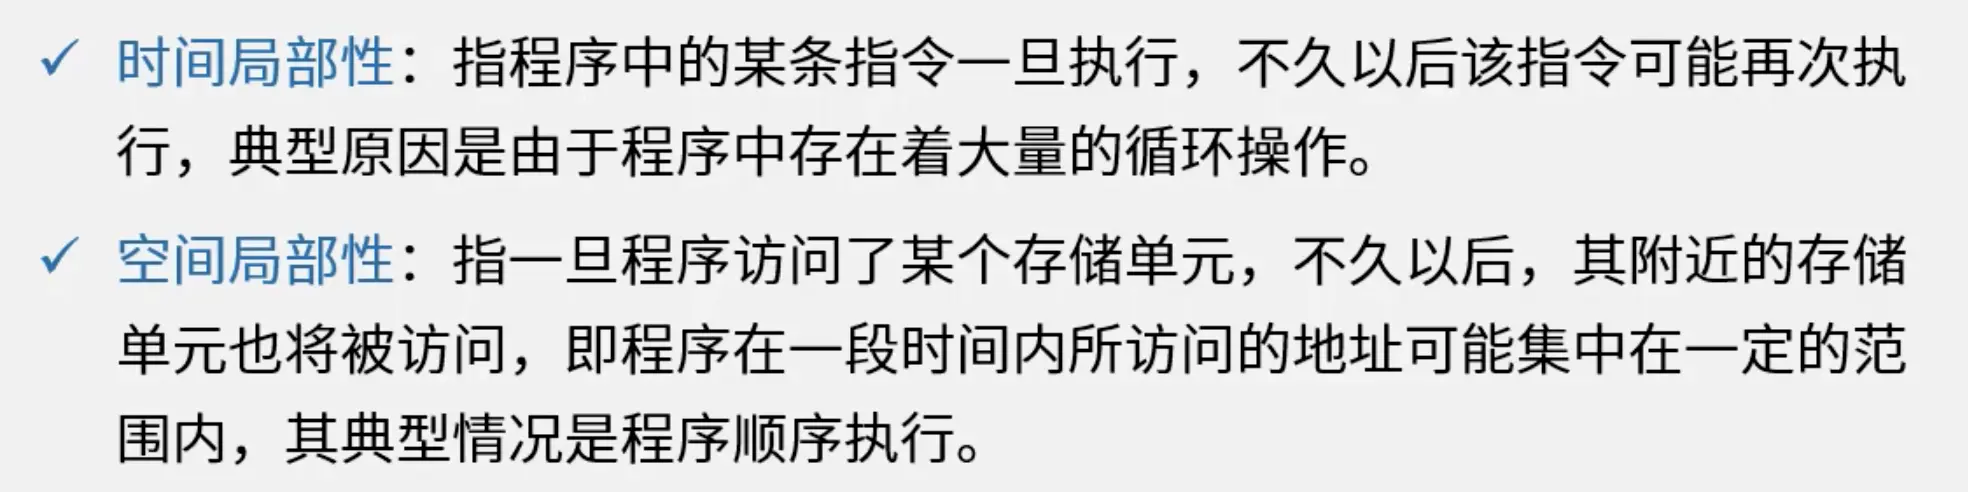 ✓ 时间局部性：指程序中的某条指令一旦执行，不久以后该指令可能再次执
行，典型原因是由于程序中存在着大量的循环操作。
✓ 空间局部性：指一旦程序访问了某个存储单元，不久以后，其附近的存储
单元也将被访问，即程序在一段时间内所访问的地址可能集中在一定的范
围内，其典型情况是程序顺序执行。